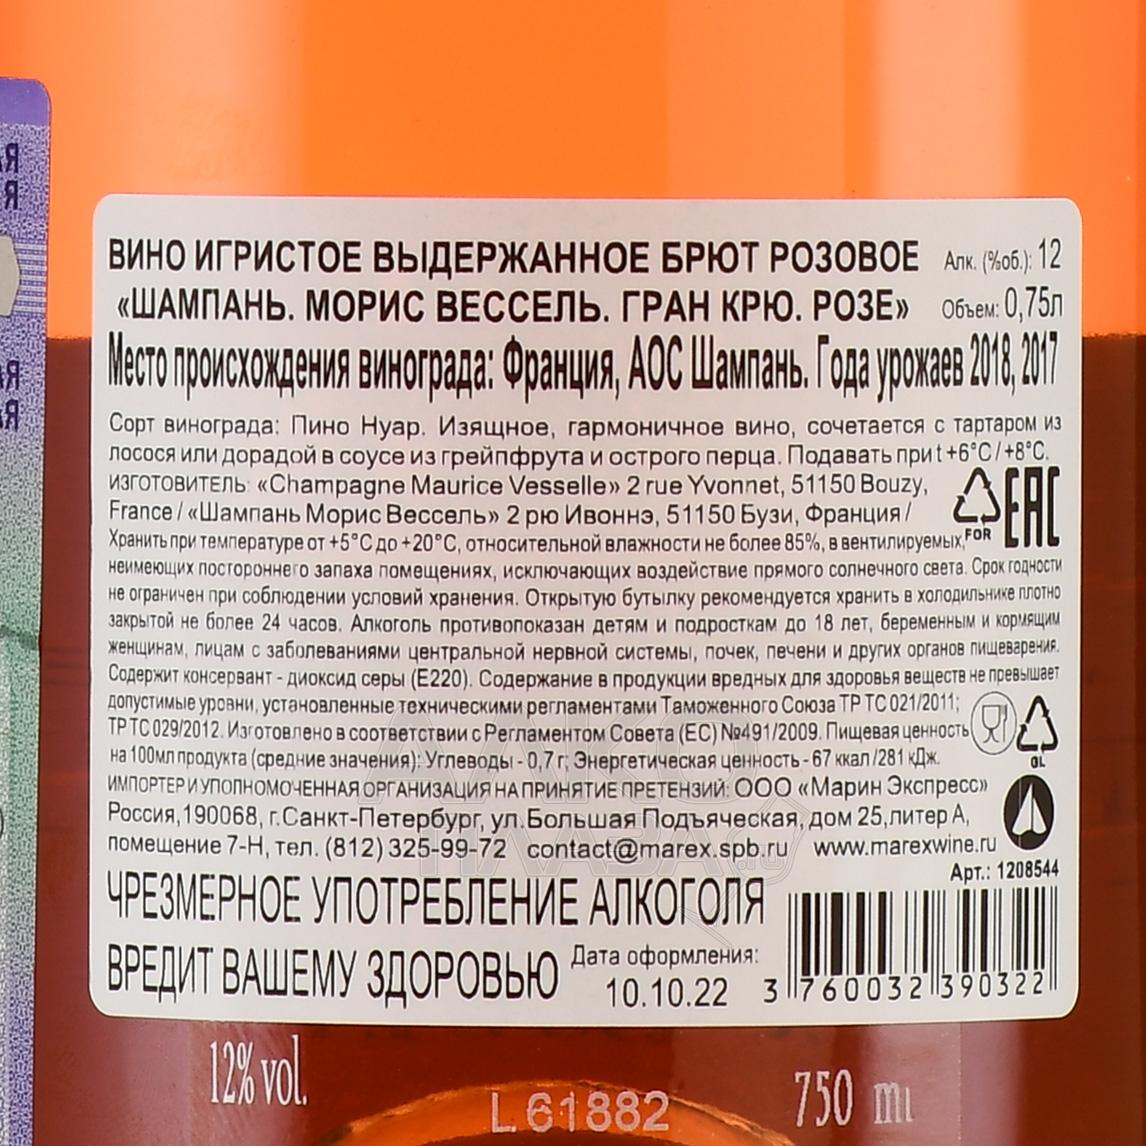 ВИНО ИГРИСТОЕ ВЫДЕРЖАННОЕ БРЮТ РОЗОВОЕ
Алк. (%об.): 12
«ШАМПАНЬ. МОРИС ВЕССЕЛЬ. ГРАН КРЮ. РОЗЕ»
Объем: 0,75л
Место происхождения винограда: Франция, АОС Шампань. Года урожаев 2018, 2017
Сорт винограда: Пино Нуар. Изящное, гармоничное вино, сочетается с тартаром из
лосося или дорадой в соусе из грейпфрута и острого перца. Подавать при t +6°C / +8°C.
ИЗГОТОВИТЕЛЬ: «Champagne Maurice Vesselle» 2 rue Yvonnet, 51150 Bouzy,
France / «Шампань Морис Вессель» 2 рю Ивоннэ, 51150 Бузи, Франция /
FOR
EAC
Хранить при температуре от +5°C до +20°C, относительной влажности не более 85%, в вентилируемых,
неимеющих постороннего запаха помещениях, исключающих воздействие прямого солнечного света. Срок годности
не ограничен при соблюдении условий хранения. Открытую бутылку рекомендуется хранить в холодильнике плотно
закрытой не более 24 часов. Алкоголь противопоказан детям и подросткам до 18 лет, беременным и кормящим
женщинам, лицам с заболеваниями центральной нервной системы, почек, печени и других органов пищеварения.
Содержит консервант - диоксид серы (Е220). Содержание в продукции вредных для здоровья веществ не превышает
допустимые уровни, установленные техническими регламентами Таможенного Союза ТР ТС 021/2011;
ТР ТС 029/2012. Изготовлено в соответствии с Регламентом Совета (ЕС) №491/2009. Пищевая ценность
на 100мл продукта (средние значения): Углеводы - 0,7 г; Энергетическая ценность - 67 ккал /281 кДж.
GL
ИМПОРТЕР И УПОЛНОМОЧЕННАЯ ОРГАНИЗАЦИЯ НА ПРИНЯТИЕ ПРЕТЕНЗИЙ: ООО «Марин Экспресс»
Россия,190068, г.Санкт-Петербург, ул.Большая Подъяческая, дом 25,литер А,
помещение 7-Н, тел. (812) 325-99-72 contact@marex.spb.ru www.marexwine.ru
Арт.: 1208544
ЧРЕЗМЕРНОЕ УПОТРЕБЛЕНИЕ АЛКОГОЛЯ
ВРЕДИТ ВАШЕМУ ЗДОРОВЬЮ
Дата оформления:
10.10.22
3 760032 390322
12% vol.
L.61882
750 ml
АЛКО
ПЛАЗА.ru